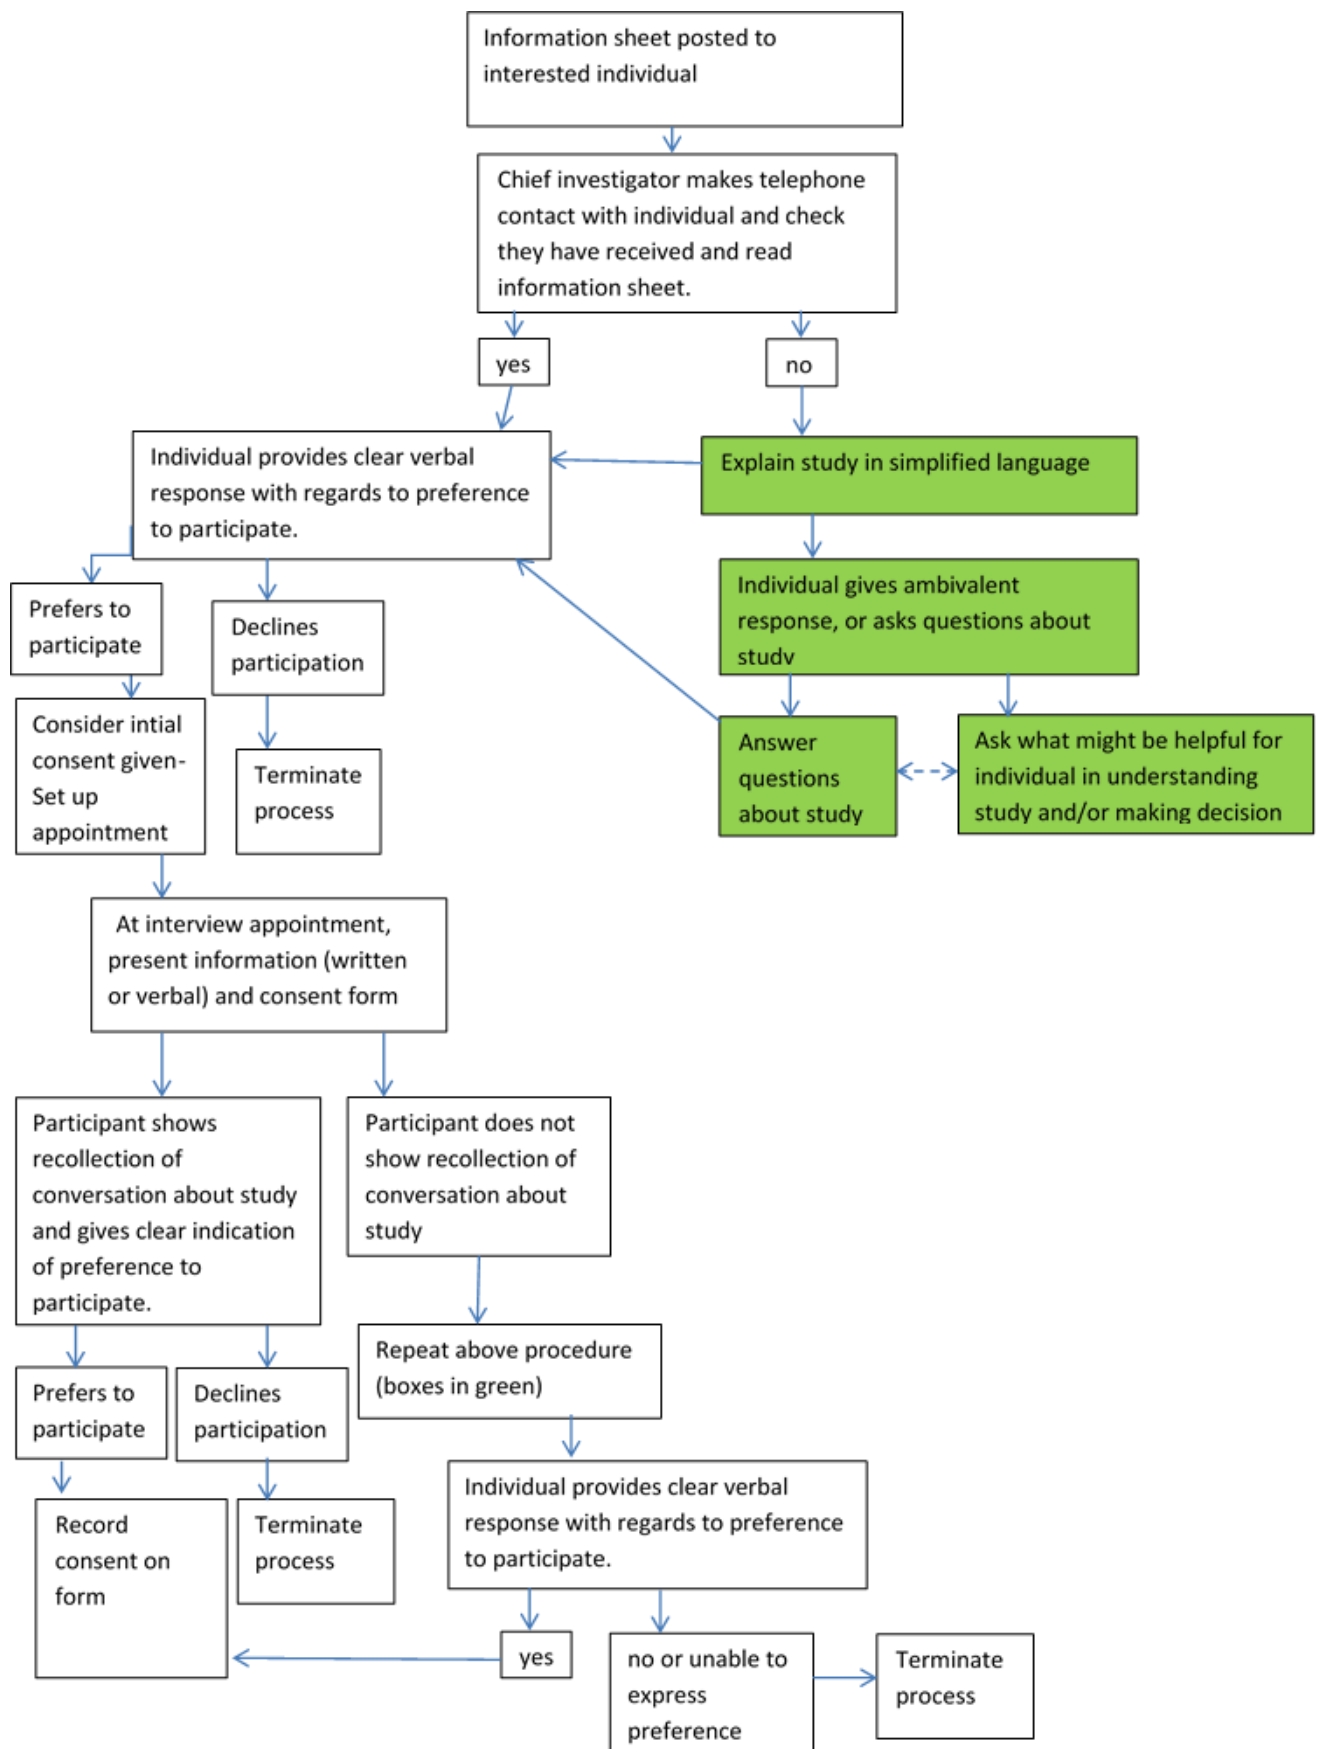 Information sheet posted to
interested individual
Chief investigator makes telephone
contact with individual and check
they have received and read
information sheet.
yes
no
Individual provides clear verbal
response with regards to preference
to participate.
Explain study in simplified language
Individual gives ambivalent
response, or asks questions about
study
Prefers to
participate
Declines
participation
Consider intial
consent given-
Set up
appointment
Terminate
process
Answer
questions
about study
Ask what might be helpful for
individual in understanding
study and/or making decision
At interview appointment,
present information (written
or verbal) and consent form
Participant shows
recollection of
conversation about study
and gives clear indication
of preference to
participate.
Participant does not
show recollection of
conversation about
study
Repeat above procedure
(boxes in green)
Prefers to
participate
Declines
participation
Individual provides clear verbal
response with regards to preference
to participate.
Record
consent on
form
Terminate
process
yes
no or unable to
express
preference
Terminate
process